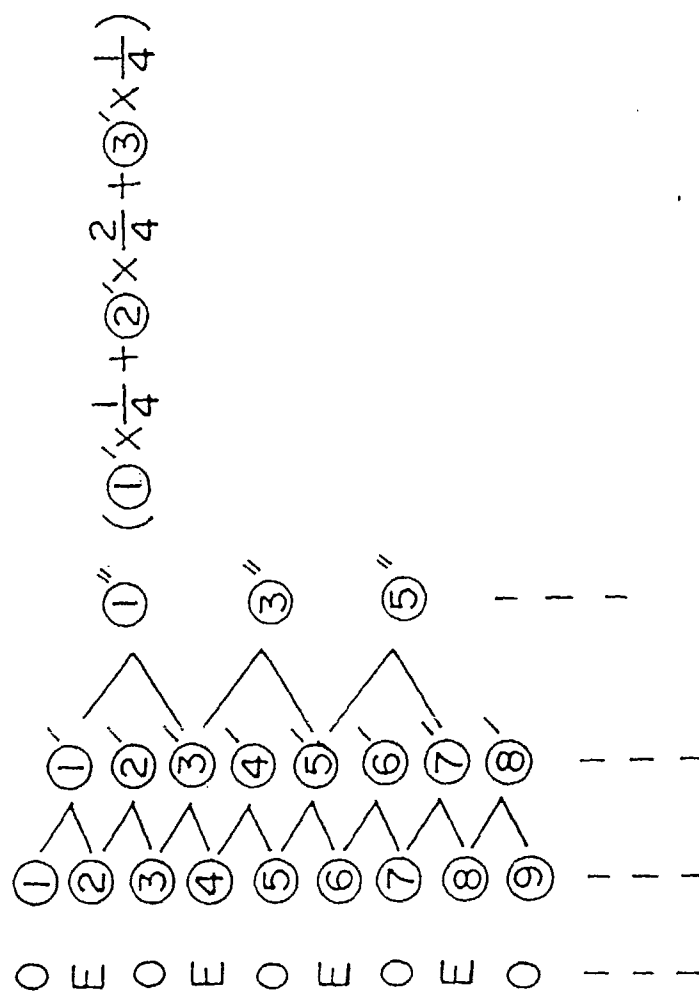 O ①
①′
E ②
②′ ①″ (①′×1/4+②′×2/4+③′×1/4)
O ③
③″
E ④
④′ ③″
O ⑤
⑤″
E ⑥
⑥′ ⑤″
O ⑦
⑦″
E ⑧
⑧′
O ⑨